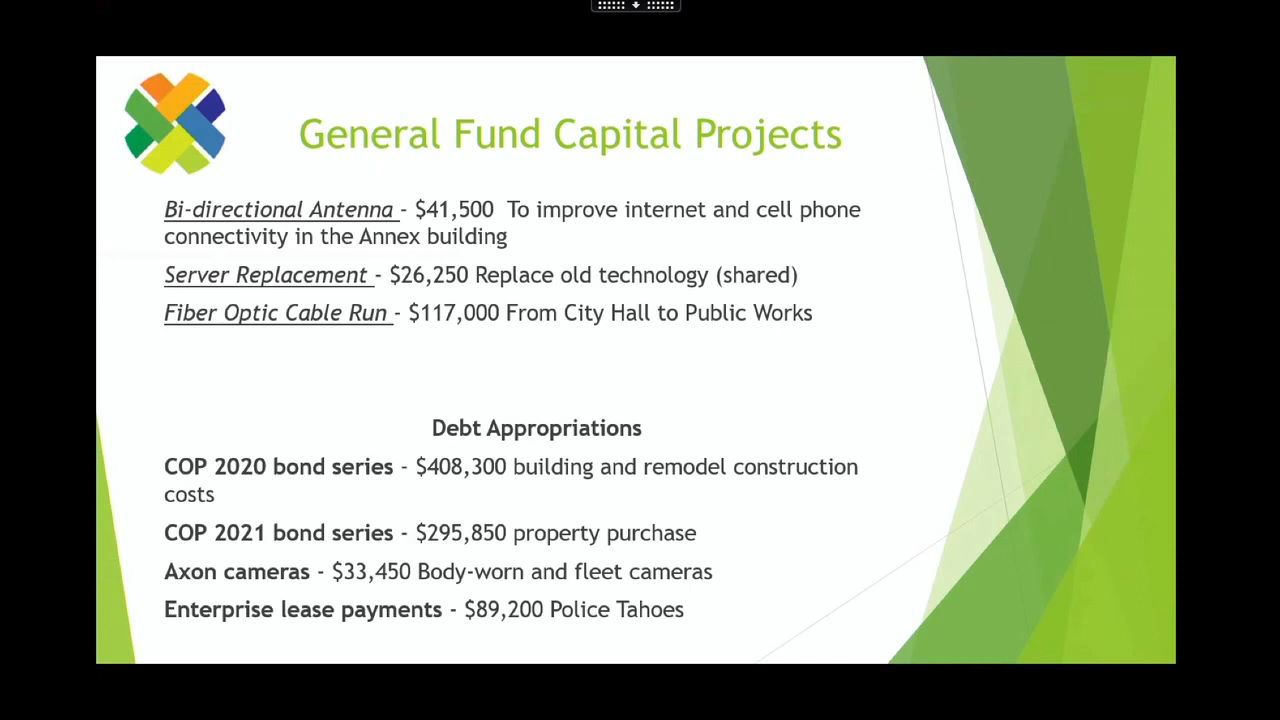 General Fund Capital Projects
Bi-directional Antenna - $41,500 To improve internet and cell phone
connectivity in the Annex building
Server Replacement - $26,250 Replace old technology (shared)
Fiber Optic Cable Run - $117,000 From City Hall to Public Works
Debt Appropriations
COP 2020 bond series - $408,300 building and remodel construction
costs
COP 2021 bond series - $295,850 property purchase
Axon cameras - $33,450 Body-worn and fleet cameras
Enterprise lease payments - $89,200 Police Tahoes